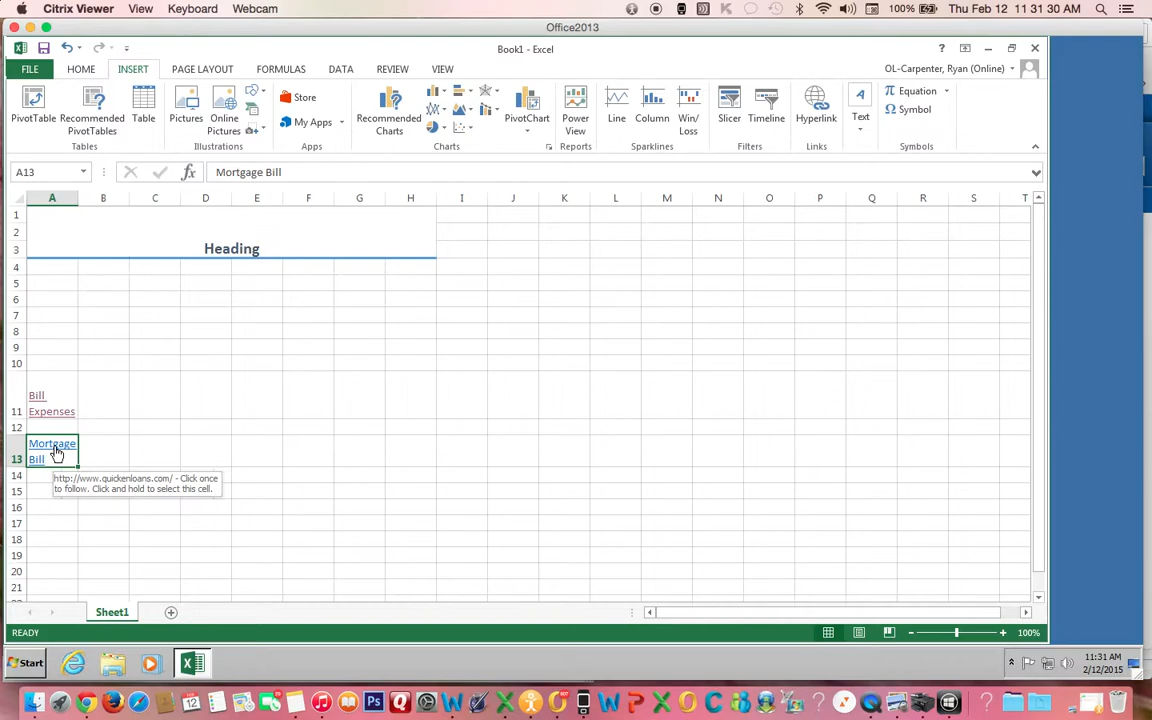 Citrix Viewer View Keyboard Webcam 100% Thu Feb 12 11:31:30 AM
Office2013
Book1 - Excel
FILE HOME INSERT PAGE LAYOUT FORMULAS DATA REVIEW VIEW OL-Carpenter, Ryan (Online)
PivotTable Recommended PivotTables Table Pictures Online Pictures Store My Apps Recommended Charts PivotChart Power View Line Column Win/Loss Slicer Timeline Hyperlink Text Equation Symbol
Tables Illustrations Apps Charts Reports Sparklines Filters Links Symbols
A13 fx Mortgage Bill
A B C D E F G H I J K L M N O P Q R S T
1
2
3 Heading
4
5
6
7
8
9
10
Bill
11 Expenses
12
Mortgage
13 Bill
14
http://www.quickenloans.com/ - Click once
to follow. Click and hold to select this cell.
15
16
17
18
19
20
21
Sheet1
READY 100%
Start 11:31 AM
2/12/2015